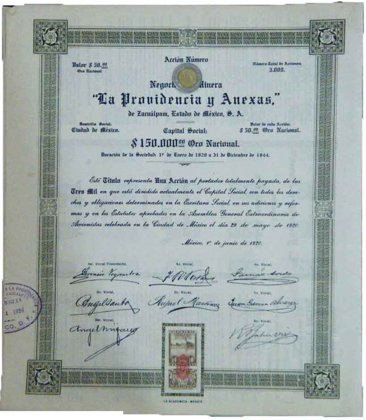 Acción Número
Valor $ 50.00
Oro Nacional
Número Total de Acciones,
3,000.
Minera
"La Providencia y Anexas,"
de Zacualpam, Estado de México, S. A.
Domicilio Social:
Ciudad de México.
Capital Social:
Valor de cada Acción:
$ 50.00 Oro Nacional.
$ 150,000.00 Oro Nacional.
Duración de la Sociedad: 1º de Enero de 1920 a 31 de Diciembre de 1944.
Este Título representa Una Acción al portador totalmente pagada, de las
Tres Mil en que está dividido actualmente el Capital Social, con todos los dere-
chos y obligaciones determinados en la Escritura Social, en sus adiciones y refor-
mas y en los Estatutos aprobados en la Asamblea General Extraordinaria de
Accionistas celebrada en la Ciudad de México el día 29 de mayo de 1920.
México, 1º de junio de 1920.
LA ACADEMICA - MEXICO